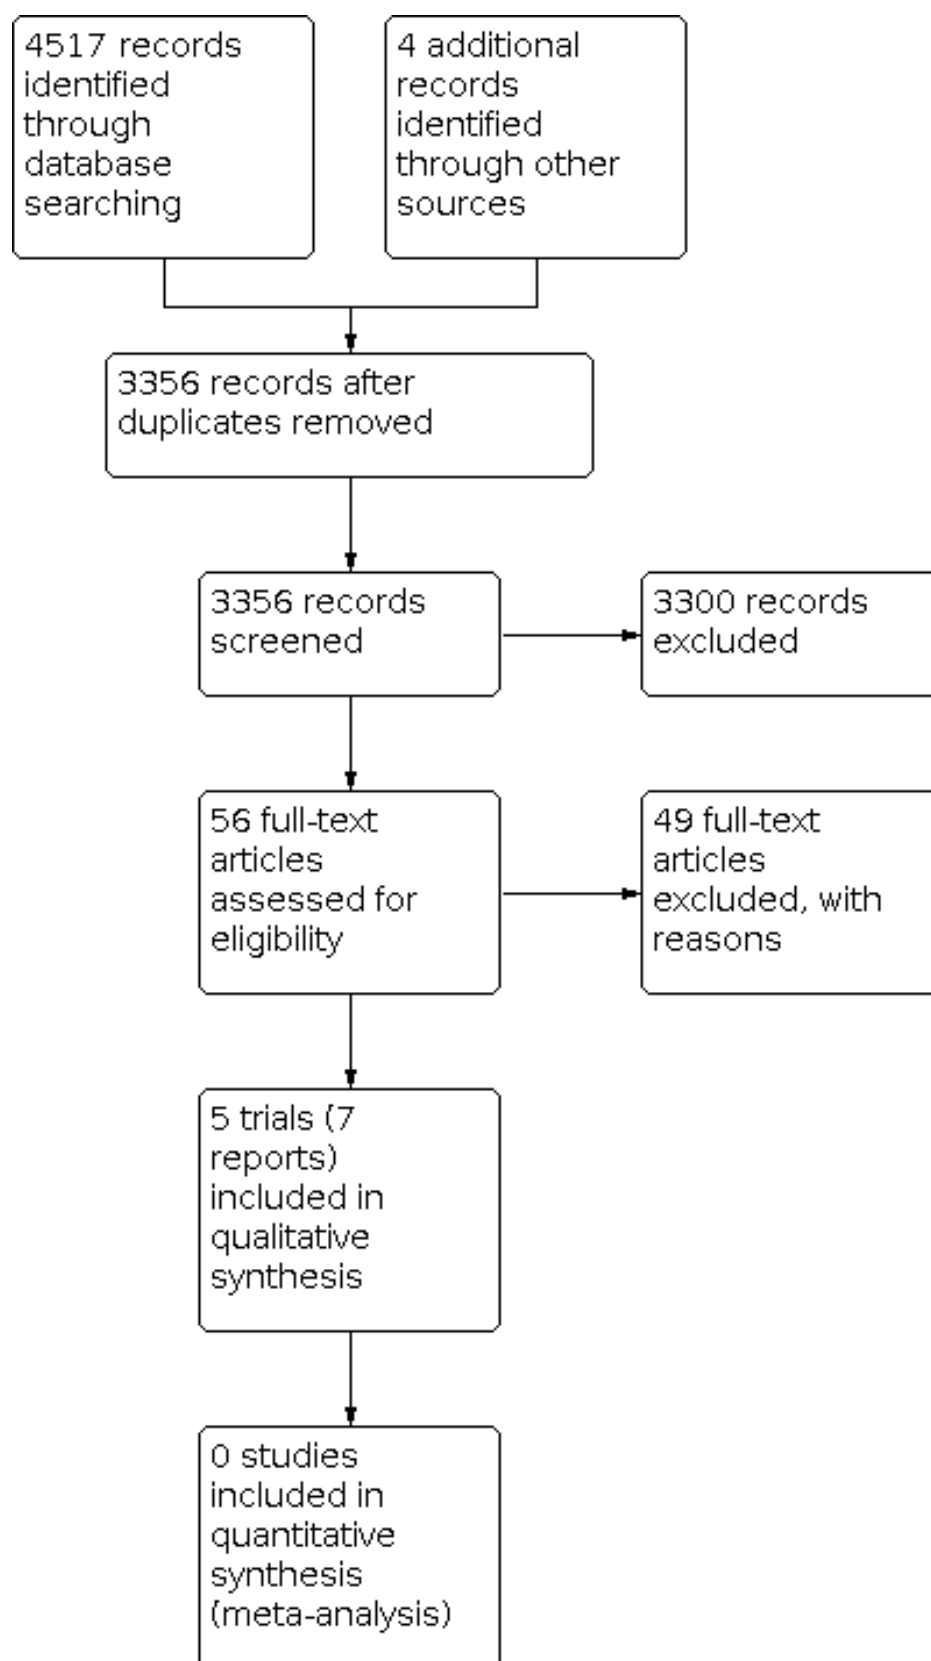 4517 records
identified
through
database
searching
4 additional
records
identified
through other
sources
3356 records after
duplicates removed
3356 records
screened
3300 records
excluded
56 full-text
articles
assessed for
eligibility
49 full-text
articles
excluded, with
reasons
5 trials (7
reports)
included in
qualitative
synthesis
0 studies
included in
quantitative
synthesis
(meta-analysis)